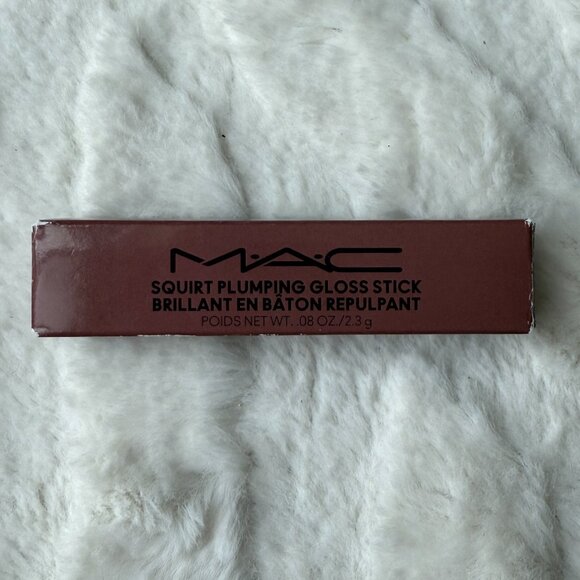 M·A·C
SQUIRT PLUMPING GLOSS STICK
BRILLANT EN BÂTON REPULPANT
POIDS NET WT. .08 OZ./2.3 g